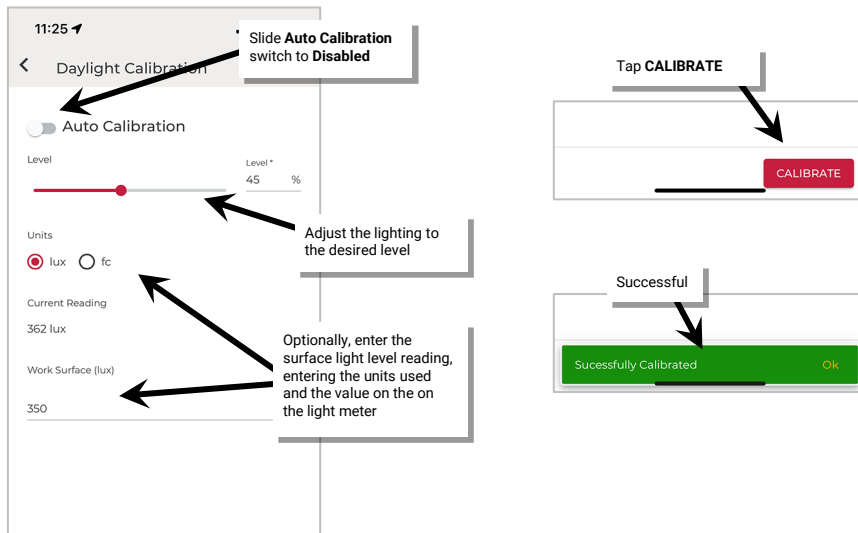 11:25
Daylight Calibration
Slide Auto Calibration
switch to Disabled
Auto Calibration
Level
Level *
45 %
Adjust the lighting to
the desired level
Units
lux fc
Current Reading
362 lux
Optionally, enter the
surface light level reading,
entering the units used
and the value on the on
the light meter
Work Surface (lux)
350
Tap CALIBRATE
CALIBRATE
Successful
Sucessfully Calibrated Ok